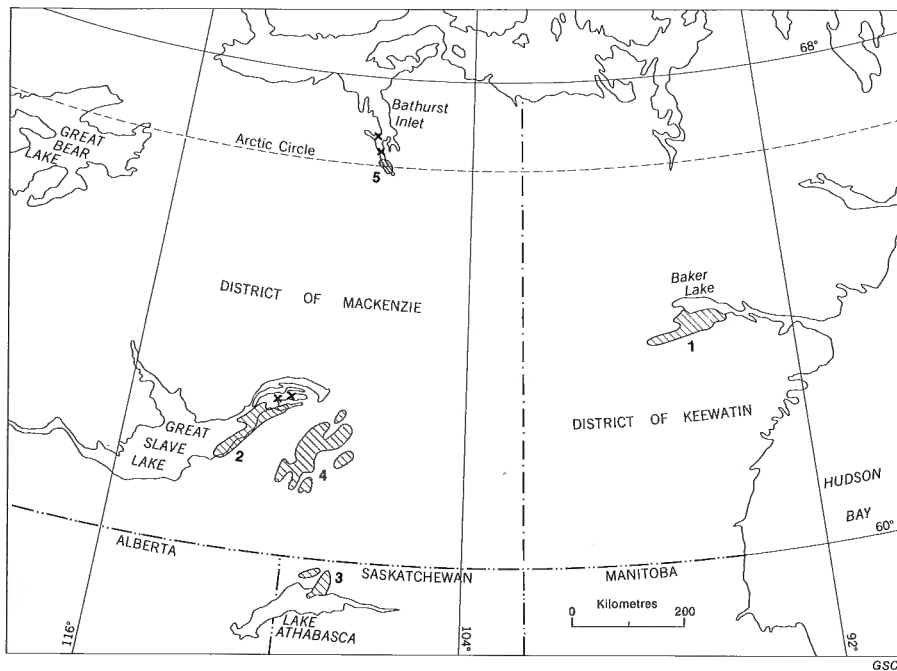 68°
Bathurst
Inlet
GREAT
BEAR
LAKE
Arctic Circle
5
DISTRICT OF MACKENZIE
Baker
Lake
1
GREAT
SLAVE
LAKE
2
4
DISTRICT OF KEEWATIN
HUDSON
BAY
60°
ALBERTA
3
SASKATCHEWAN
MANITOBA
LAKE
ATHABASCA
0 Kilometres 200
116°
104°
92°
GSC